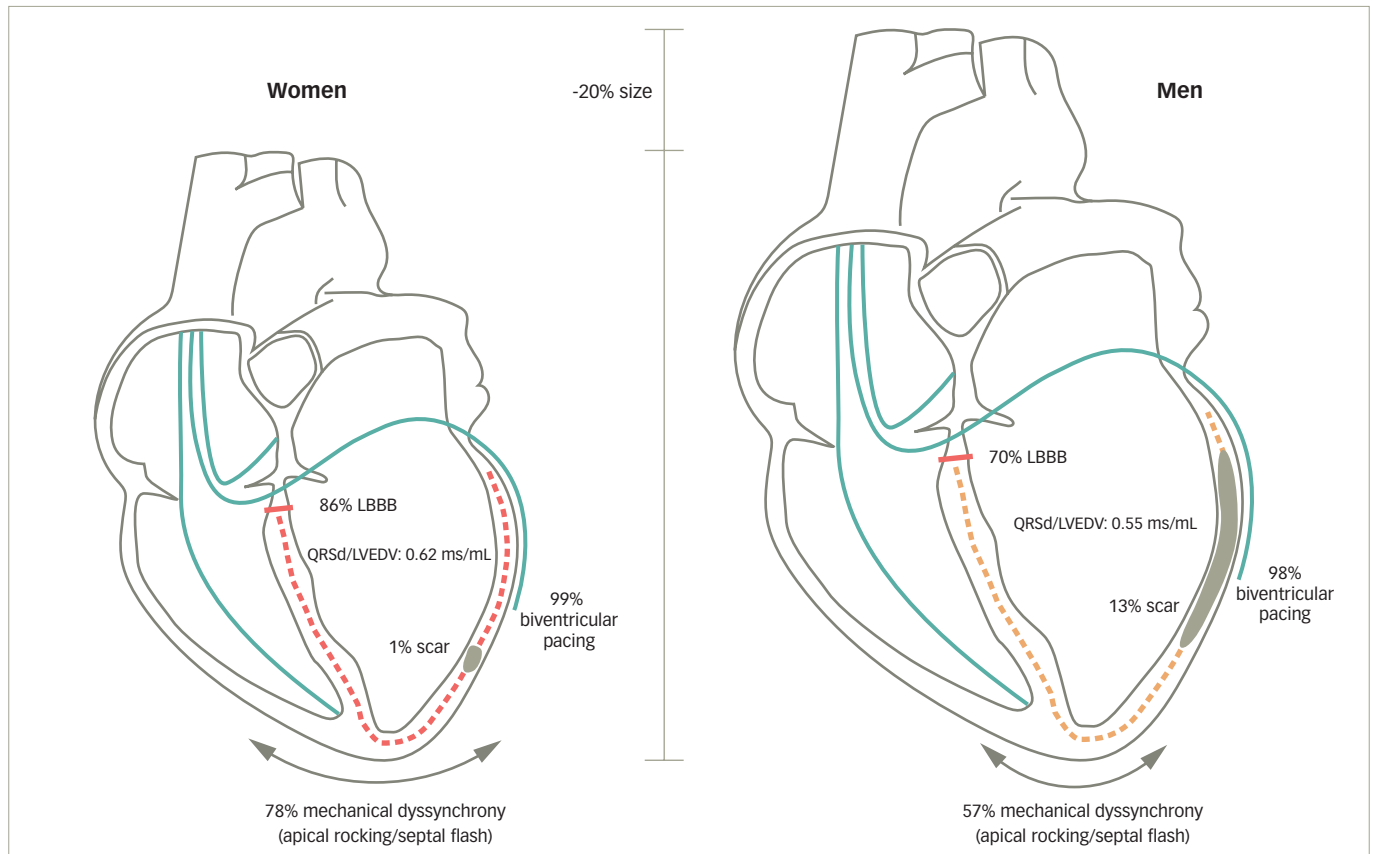 Women
-20% size
Men
86% LBBB
QRSd/LVEDV: 0.62 ms/mL
1% scar
99%
biventricular
pacing
78% mechanical dyssynchrony
(apical rocking/septal flash)
70% LBBB
QRSd/LVEDV: 0.55 ms/mL
13% scar
98%
biventricular
pacing
57% mechanical dyssynchrony
(apical rocking/septal flash)